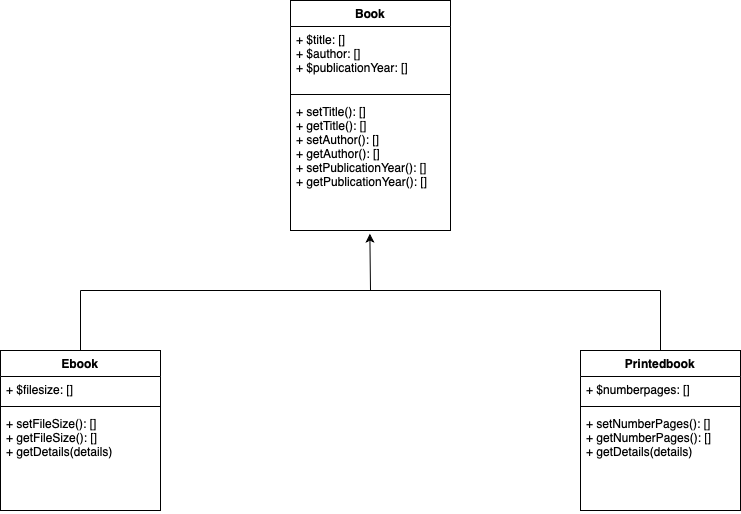 Book
+ $title: []
+ $author: []
+ $publicationYear: []
+ setTitle(): []
+ getTitle(): []
+ setAuthor(): []
+ getAuthor(): []
+ setPublicationYear(): []
+ getPublicationYear(): []
Ebook
+ $filesize: []
+ setFileSize(): []
+ getFileSize(): []
+ getDetails(details)
Printedbook
+ $numberpages: []
+ setNumberPages(): []
+ getNumberPages(): []
+ getDetails(details)